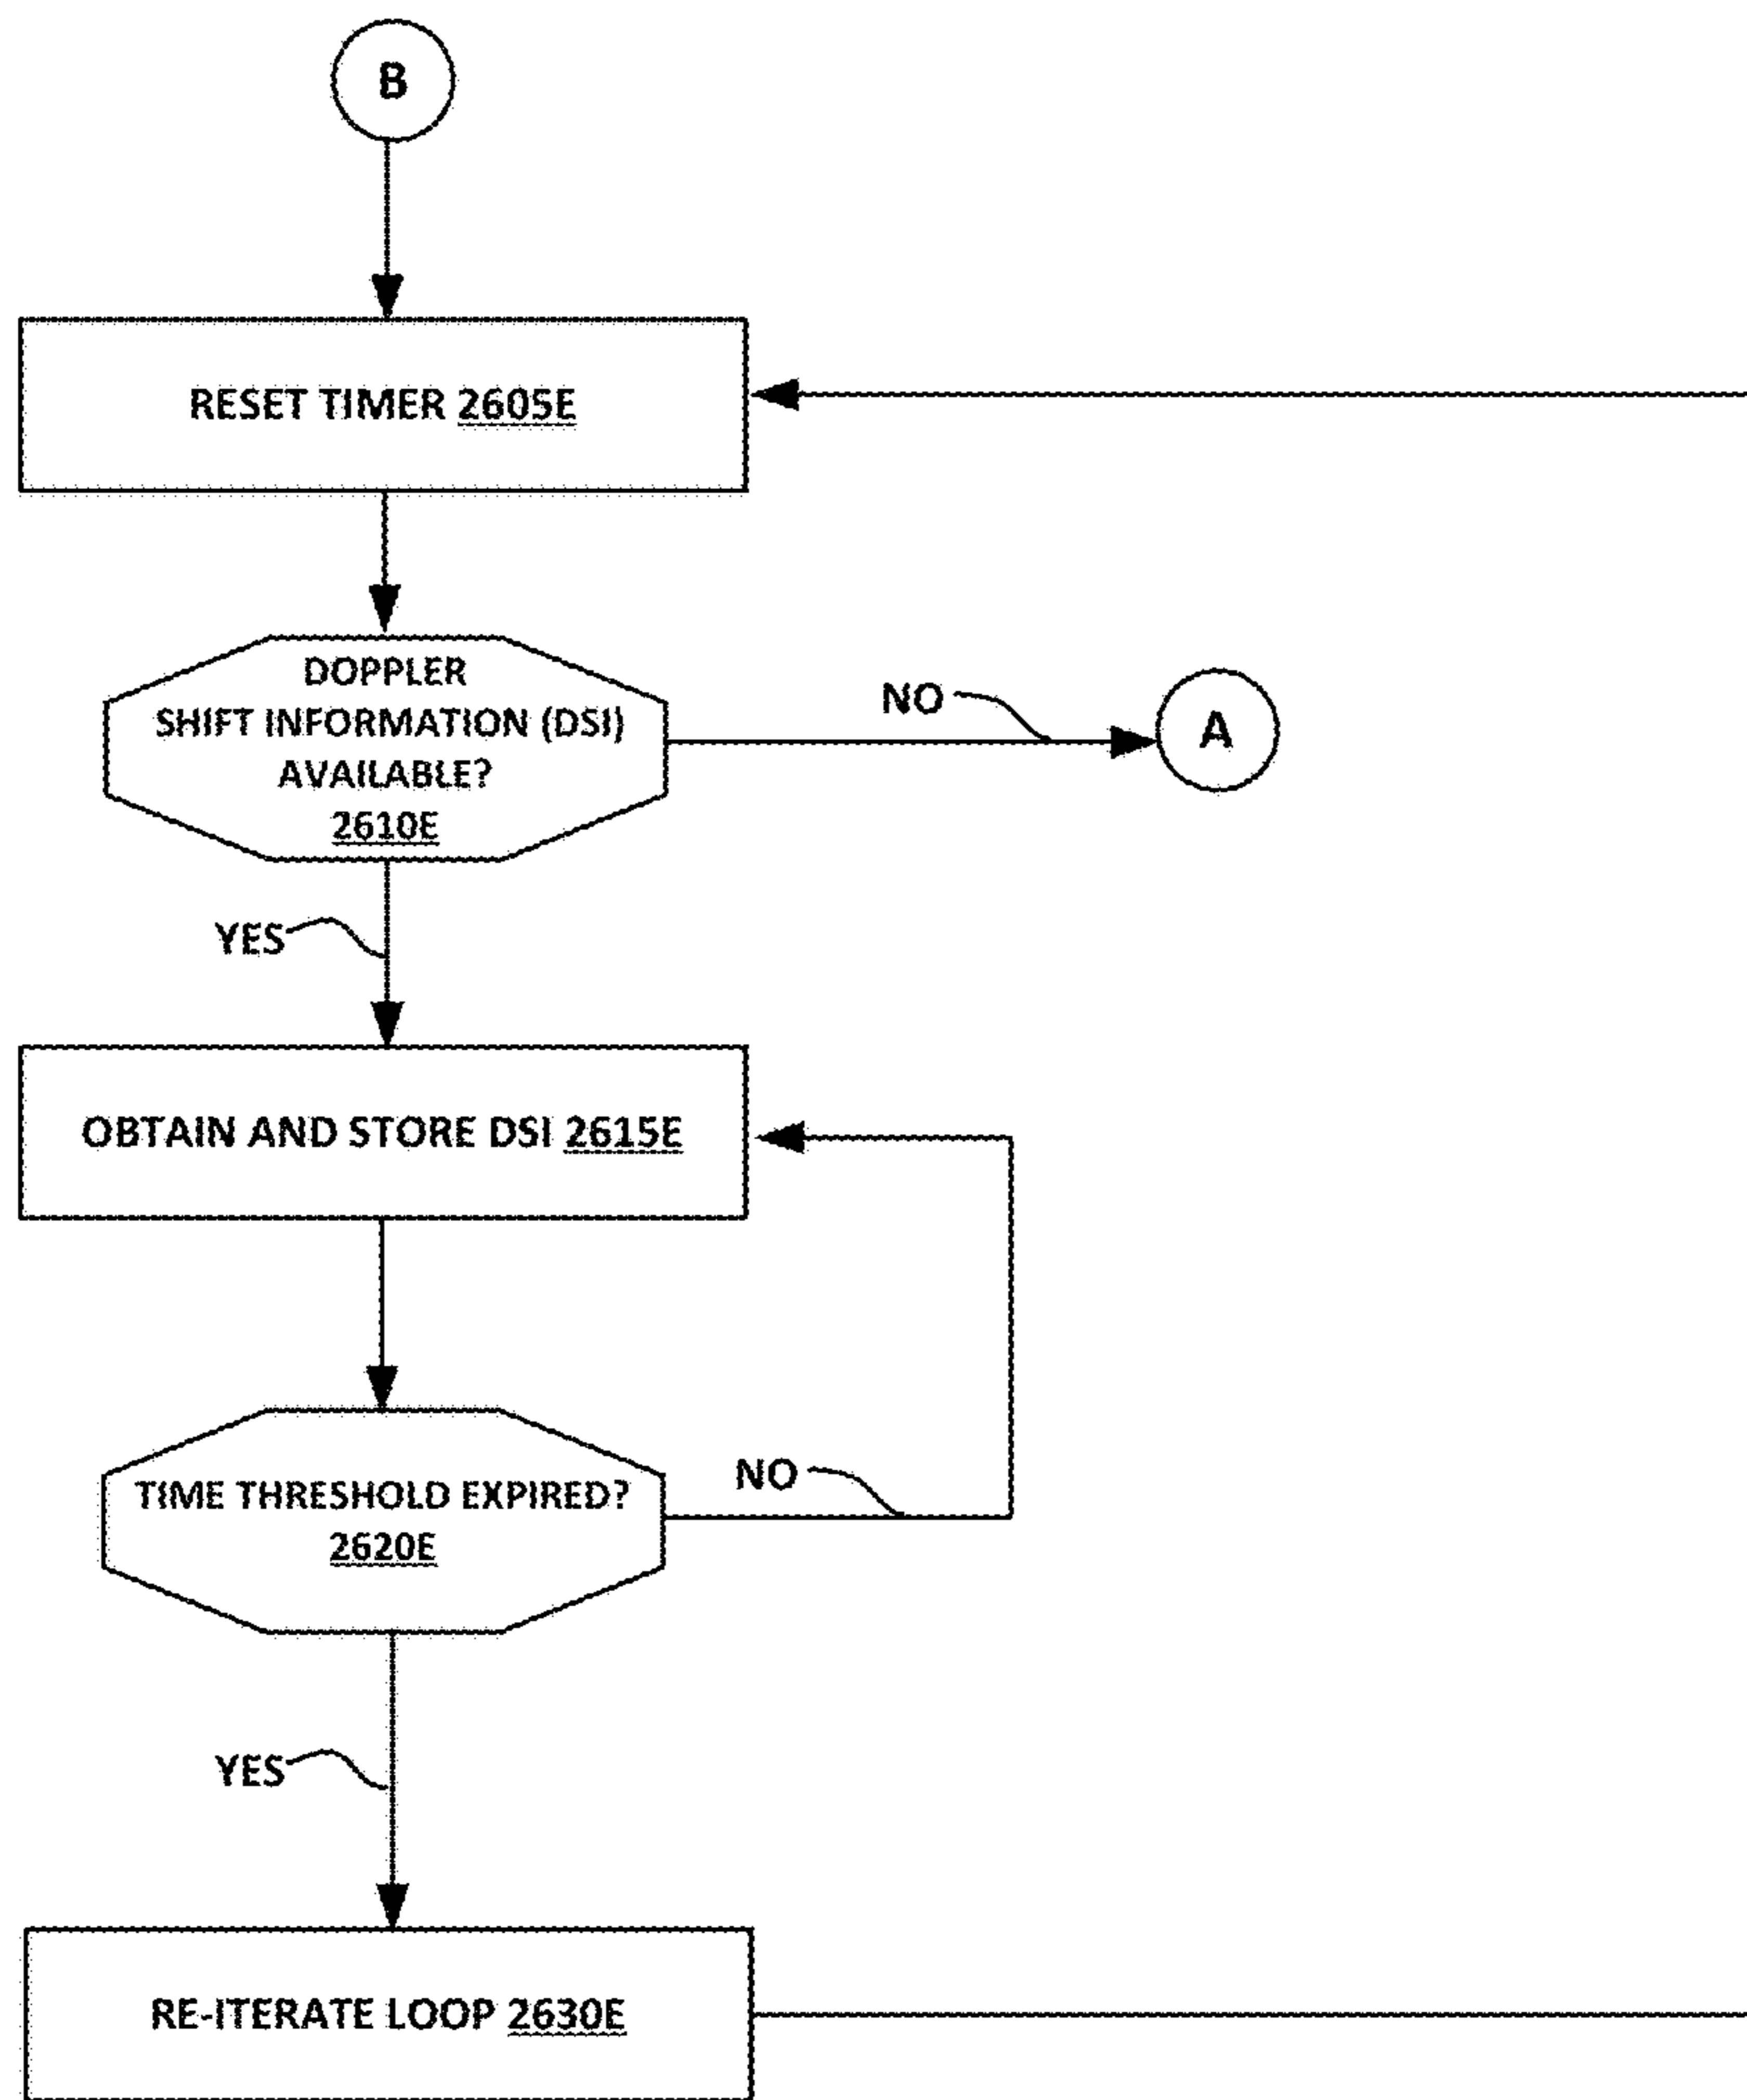 B
RESET TIMER 2605E
DOPPLER
SHIFT INFORMATION (DSI)
AVAILABLE?
2610E
NO
A
YES
OBTAIN AND STORE DSI 2615E
TIME THRESHOLD EXPIRED?
2620E
NO
YES
RE-ITERATE LOOP 2630E